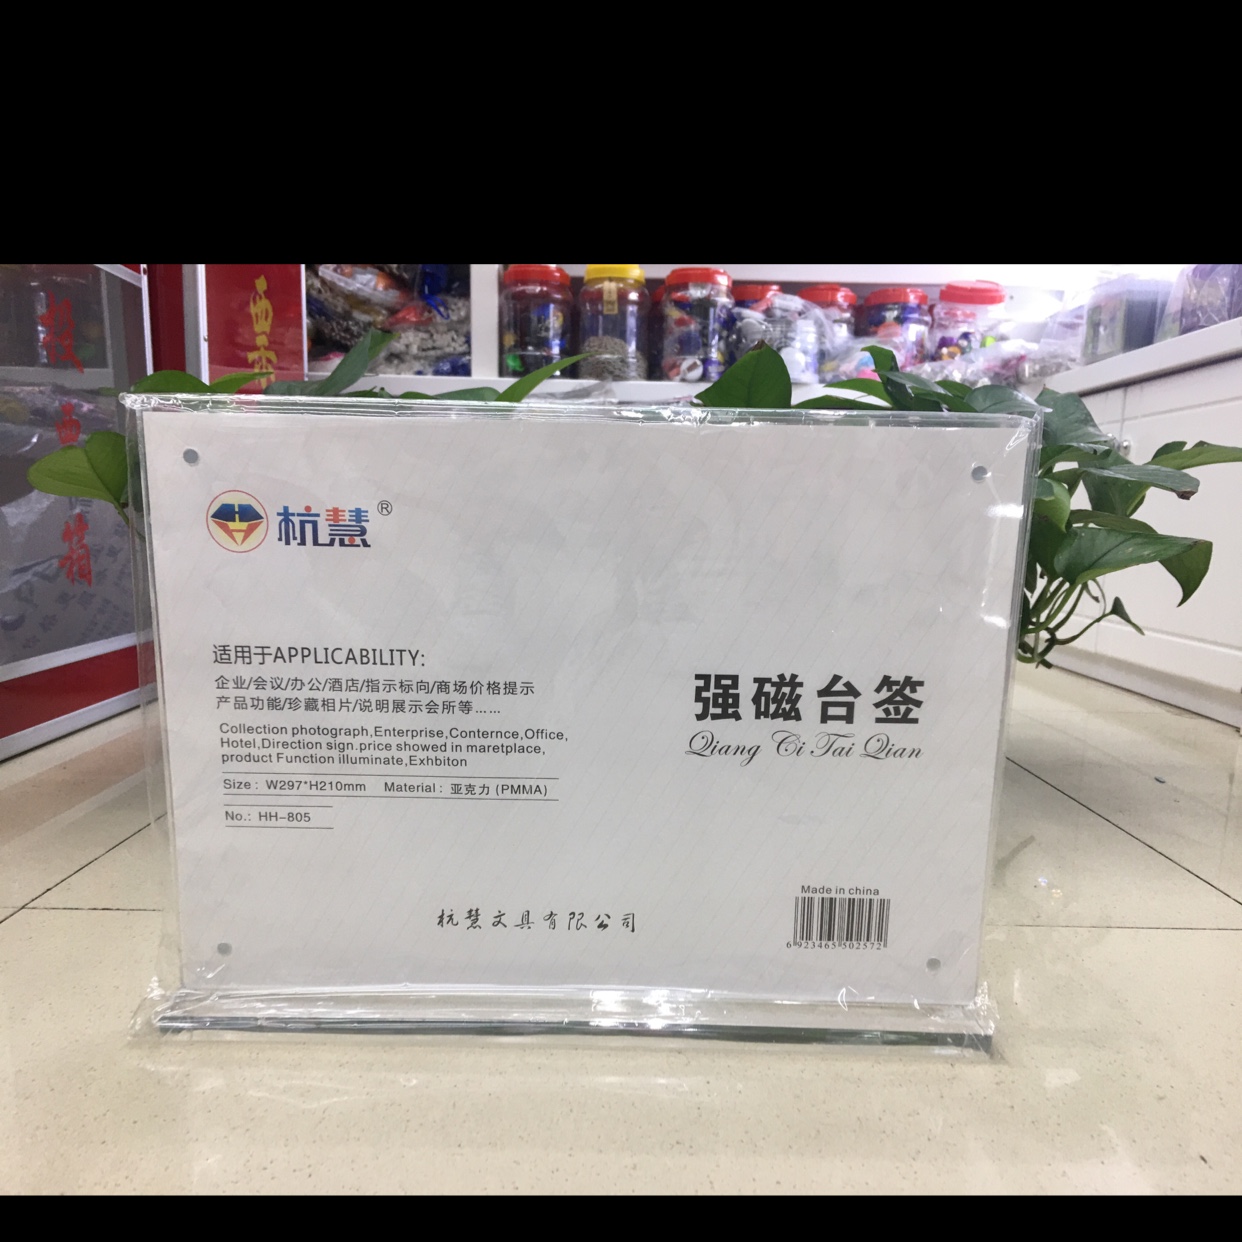 杭慧®
适用于APPLICABILITY:
企业/会议/办公/酒店/指示标向/商场价格提示
产品功能/珍藏相片/说明展示会所等......
Collection photograph,Enterprise,Conternce,Office,
Hotel,Direction sign.price showed in maretplace,
product Function illuminate,Exhbiton
Size: W297*H210mm Material: 亚克力 (PMMA)
No.: HH-805
强磁台签
Qiang Ci Tai Qian
Made in china
6 923465 502572
杭慧文具有限公司